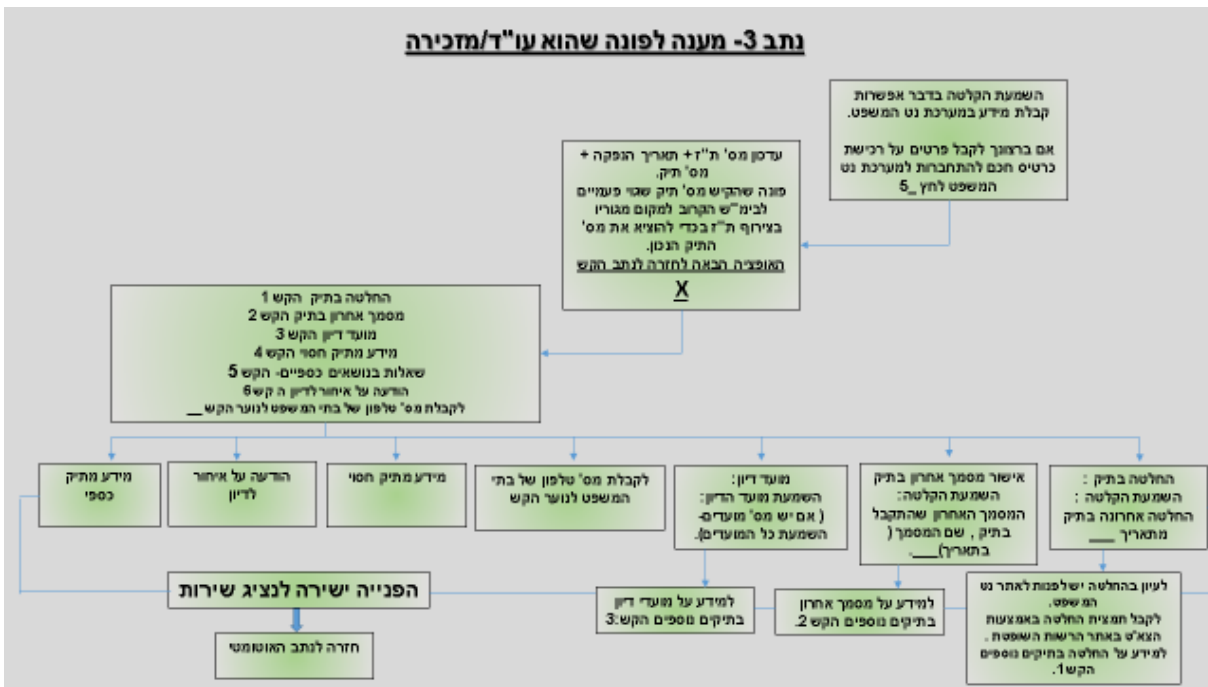 נתב 3- מענה לפונה שהוא עו"ד/מזכירה
השמעת הקלטה בדבר אפשרות
קבלת מידע במערכת נט המשפט.
אם ברצונך לקבל פרטים על רכישת
כרטיס חכם להתחברות למערכת נט
המשפט לחץ _5
עדכון מס' ת"ז + תאריך הנפקה +
מס' תיק.
פונה שהקיש מס' תיק שגוי פעמיים
לבימ"ש הקרוב למקום מגוריו
בצירוף ת"ז בכדי להוציא את מס'
התיק הנכון.
האופציה הבאה לחזרה לנתב הקש
X
החלטה בתיק הקש 1
מסמך אחרון בתיק הקש 2
מועד דיון הקש 3
מידע מתיק חסוי הקש 4
שאלות בנושאים כספיים- הקש 5
הודעה על איחור לדיון ה קש 6
לקבלת מס' טלפון של בתי המשפט לנוער הקש __
החלטה בתיק :
השמעת הקלטה :
החלטה אחרונה בתיק
מתאריך ___
אישור מסמך אחרון בתיק
השמעת הקלטה:
המסמך האחרון שהתקבל
בתיק , שם המסמך (
בתאריך)___.
מועד דיון:
השמעת מועד הדיון:
( אם יש מס' מועדים-
השמעת כל המועדים).
לקבלת מס' טלפון של בתי
המשפט לנוער הקש
מידע מתיק חסוי
הודעה על איחור
לדיון
מידע מתיק
כספי
לעיון בהחלטה יש לפנות לאתר נט
המשפט.
לקבל תמצית החלטה באמצעות
הצא"ט באתר הרשות השופטת .
למידע על החלטה בתיקים נוספים
הקש 1.
למידע על מסמך אחרון
בתיקים נוספים הקש 2.
למידע על מועדי דיון
בתיקים נוספים הקש 3:
הפנייה ישירה לנציג שירות
חזרה לנתב האוטומטי